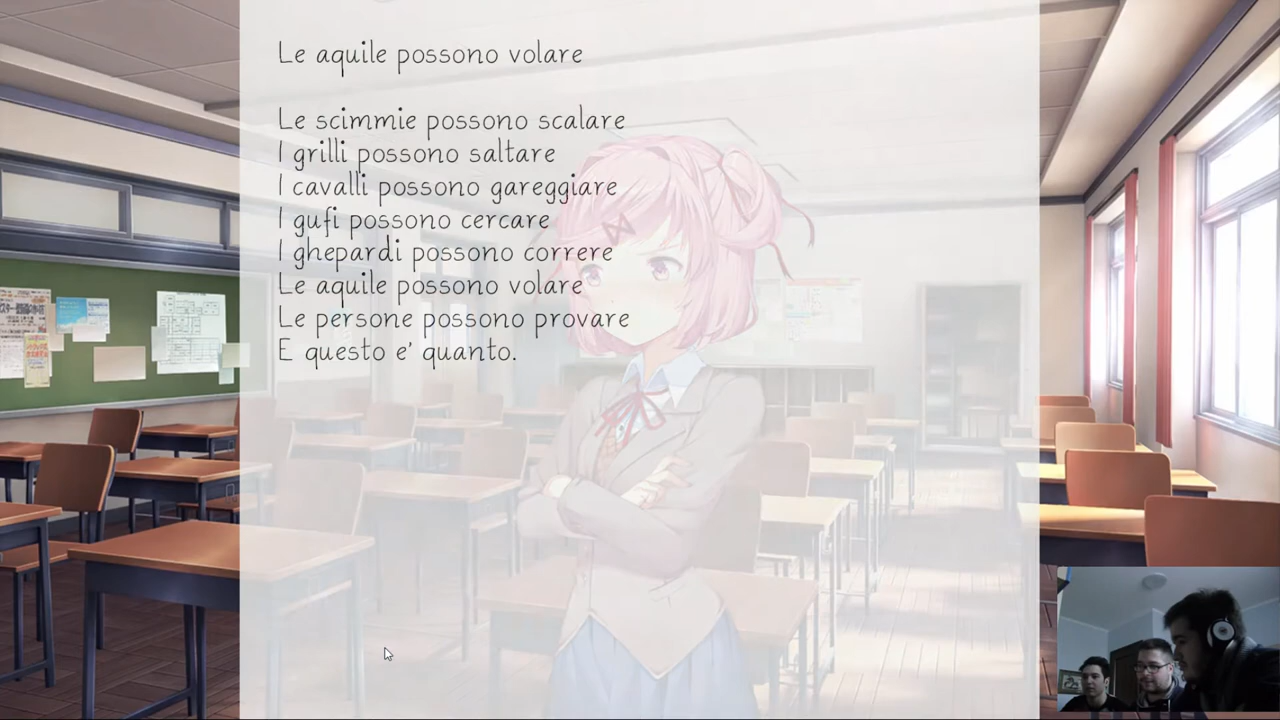 Le aquile possono volare
Le scimmie possono scalare
I grilli possono saltare
I cavalli possono gareggiare
I gufi possono cercare
I ghepardi possono correre
Le aquile possono volare
Le persone possono provare
E questo e' quanto.